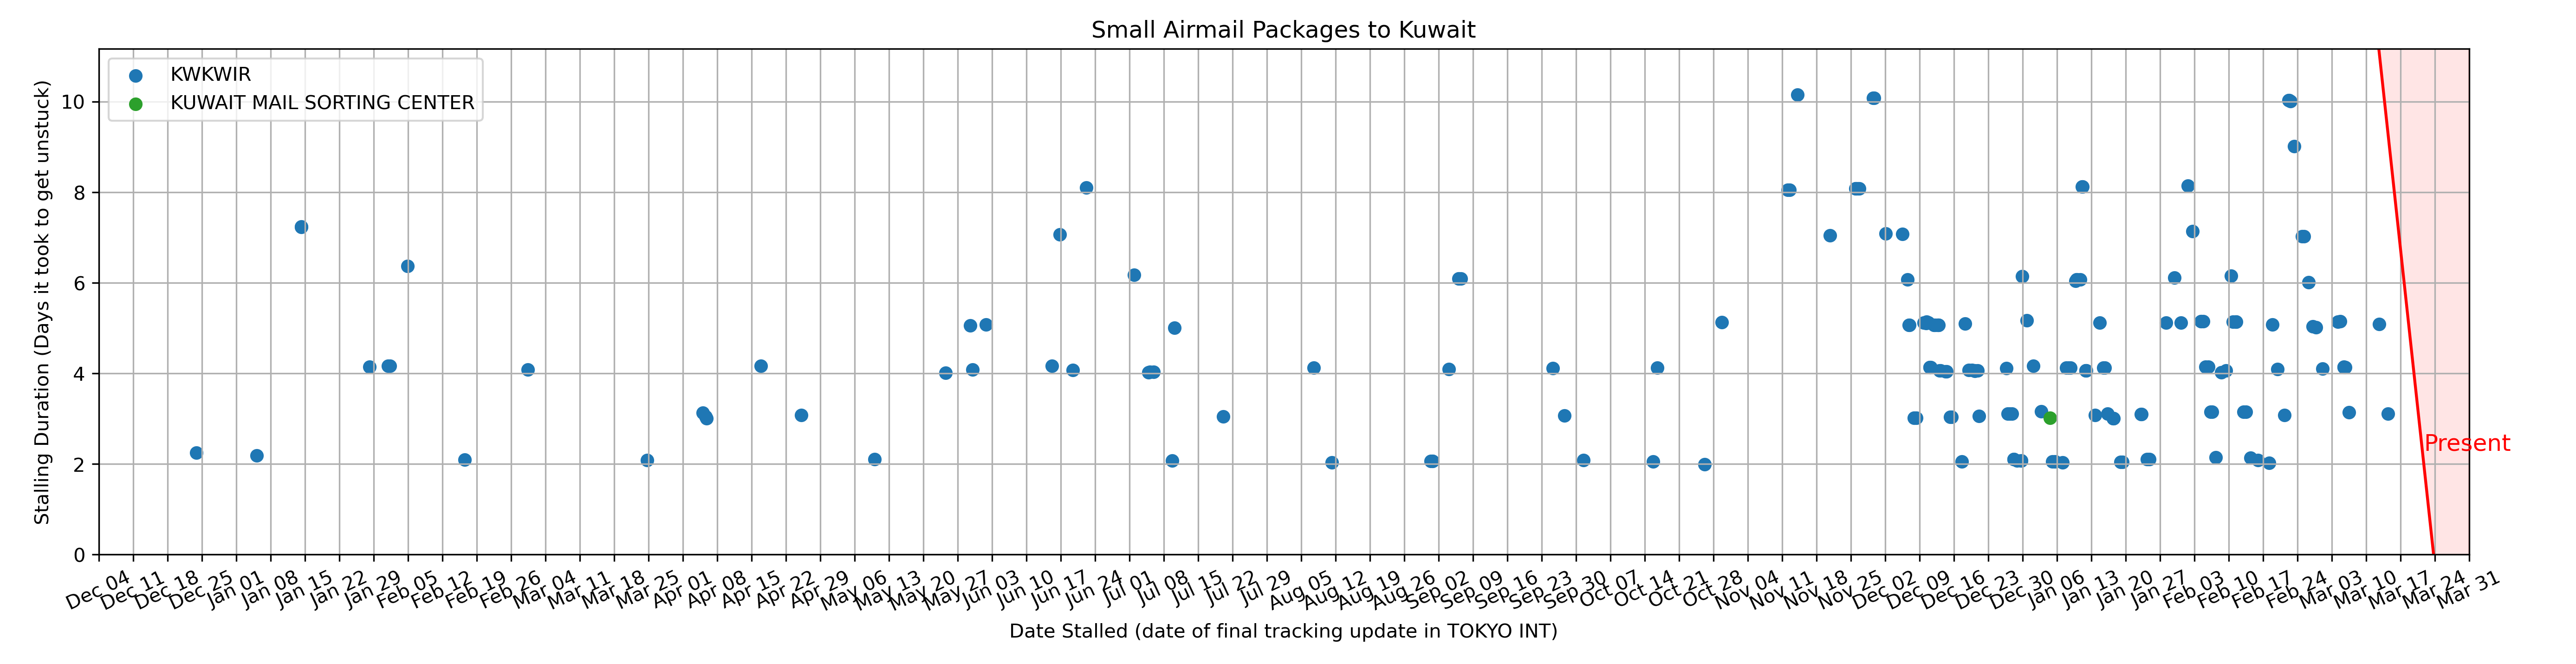 Small Airmail Packages to Kuwait
KWKWIR
KUWAIT MAIL SORTING CENTER
Stalling Duration (Days it took to get unstuck)
10
8
6
4
2
0
Present
Dec 04 Dec 11 Dec 18 Dec 25 Jan 01 Jan 08 Jan 15 Jan 22 Jan 29 Feb 05 Feb 12 Feb 19 Feb 26 Mar 04 Mar 11 Mar 18 Mar 25 Apr 01 Apr 08 Apr 15 Apr 22 Apr 29 May 06 May 13 May 20 May 27 Jun 03 Jun 10 Jun 17 Jun 24 Jul 01 Jul 08 Jul 15 Jul 22 Jul 29 Aug 05 Aug 12 Aug 19 Aug 26 Sep 02 Sep 09 Sep 16 Sep 23 Sep 30 Oct 07 Oct 14 Oct 21 Oct 28 Nov 04 Nov 11 Nov 18 Nov 25 Dec 02 Dec 09 Dec 16 Dec 23 Dec 30 Jan 06 Jan 13 Jan 20 Jan 27 Feb 03 Feb 10 Feb 17 Feb 24 Mar 03 Mar 10 Mar 17 Mar 24 Mar 31
Date Stalled (date of final tracking update in TOKYO INT)